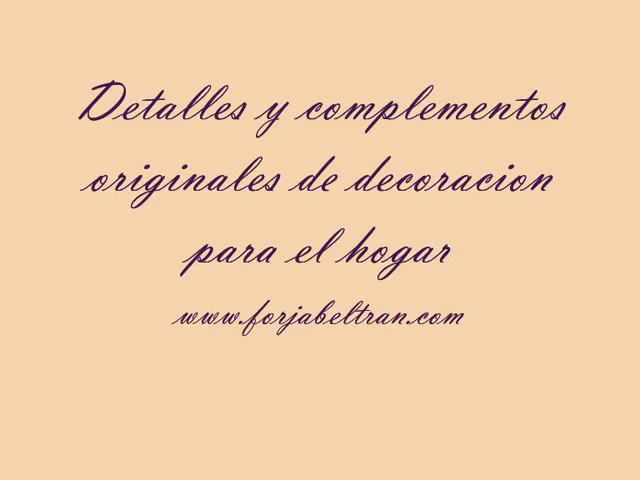 Detalles y complementos
originales de decoracion
para el hogar
www.forjabeltran.com